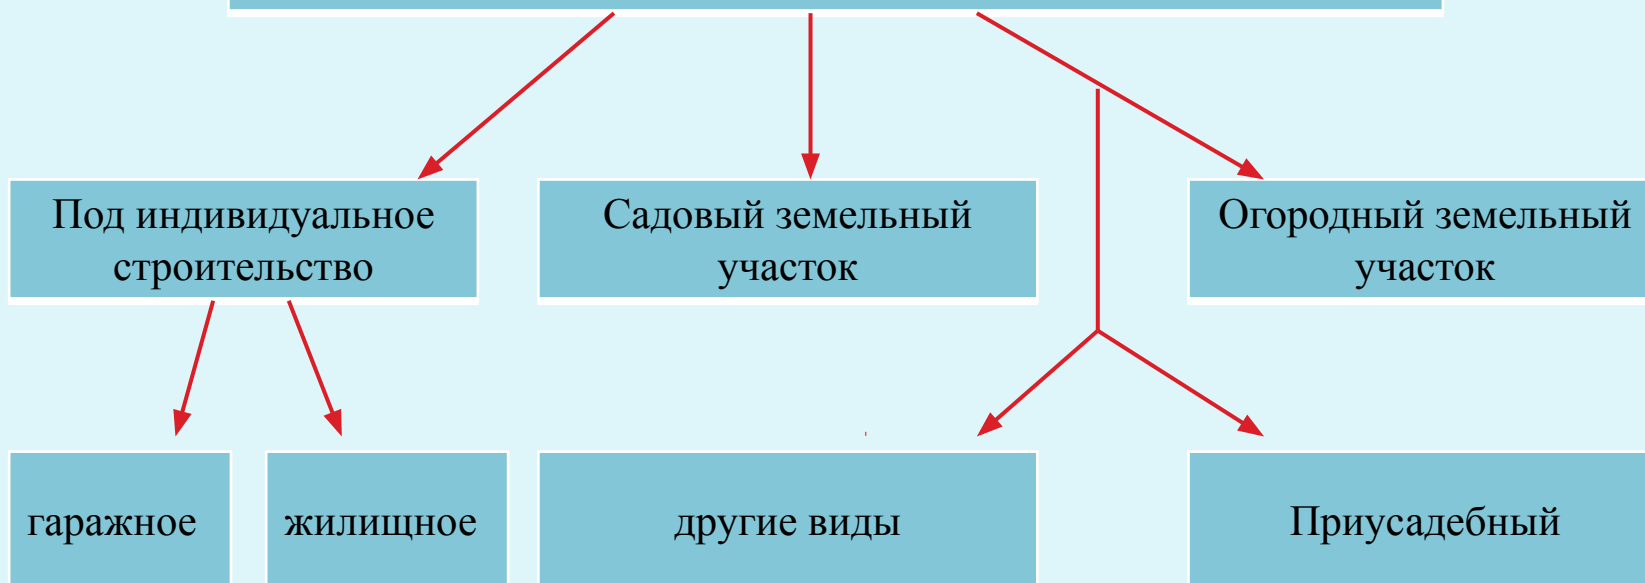 Под индивидуальное
строительство
Садовый земельный
участок
Огородный земельный
участок
гаражное
жилищное
другие виды
Приусадебный